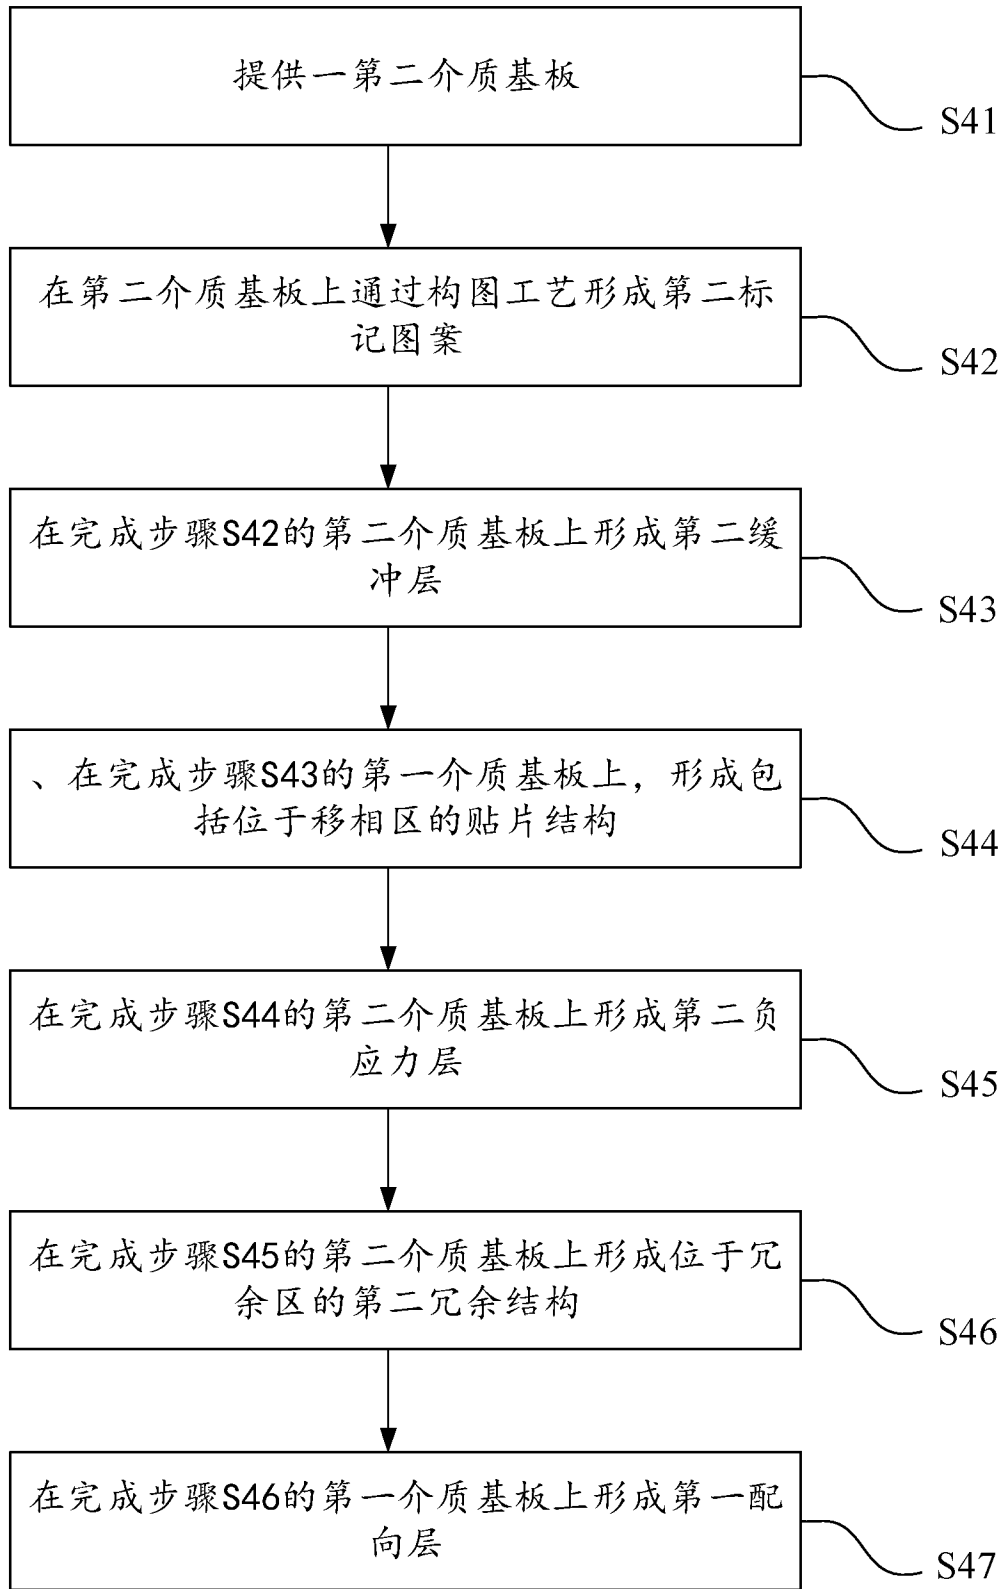 提供一第二介质基板
S41
在第二介质基板上通过构图工艺形成第二标
记图案
S42
在完成步骤S42的第二介质基板上形成第二缓
冲层
S43
、在完成步骤S43的第一介质基板上，形成包
括位于移相区的贴片结构
S44
在完成步骤S44的第二介质基板上形成第二负
应力层
S45
在完成步骤S45的第二介质基板上形成位于冗
余区的第二冗余结构
S46
在完成步骤S46的第一介质基板上形成第一配
向层
S47